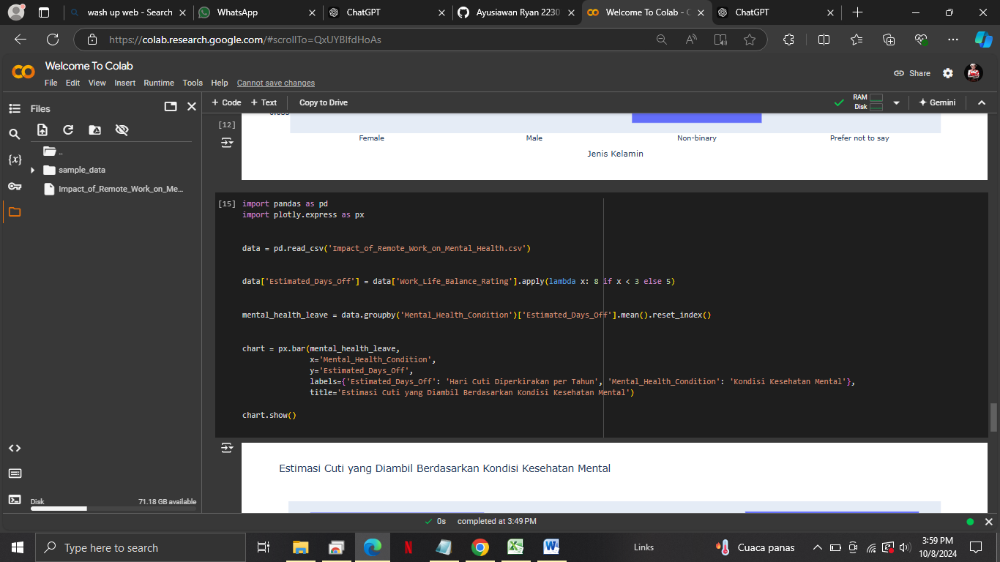 wash up web - Search
WhatsApp
ChatGPT
Ayusiawan Ryan 2230
Welcome To Colab - C
ChatGPT
https://colab.research.google.com/#scrollTo=QxUYBIfdHoAs
Welcome To Colab
File Edit View Insert Runtime Tools Help Cannot save changes
Share
Files
+ Code + Text Copy to Drive
RAM
Disk
Gemini
..
sample_data
Impact_of_Remote_Work_on_Me...
[12]
Female Male Non-binary Prefer not to say
Jenis Kelamin
[15] import pandas as pd
import plotly.express as px
data = pd.read_csv('Impact_of_Remote_Work_on_Mental_Health.csv')
data['Estimated_Days_Off'] = data['Work_Life_Balance_Rating'].apply(lambda x: 8 if x < 3 else 5)
mental_health_leave = data.groupby('Mental_Health_Condition')['Estimated_Days_Off'].mean().reset_index()
chart = px.bar(mental_health_leave,
x='Mental_Health_Condition',
y='Estimated_Days_Off',
labels={'Estimated_Days_Off': 'Hari Cuti Diperkirakan per Tahun', 'Mental_Health_Condition': 'Kondisi Kesehatan Mental'},
title='Estimasi Cuti yang Diambil Berdasarkan Kondisi Kesehatan Mental')
chart.show()
Estimasi Cuti yang Diambil Berdasarkan Kondisi Kesehatan Mental
Disk 71.18 GB available
0s completed at 3:49 PM
Type here to search
Links
Cuaca panas
3:59 PM
10/8/2024